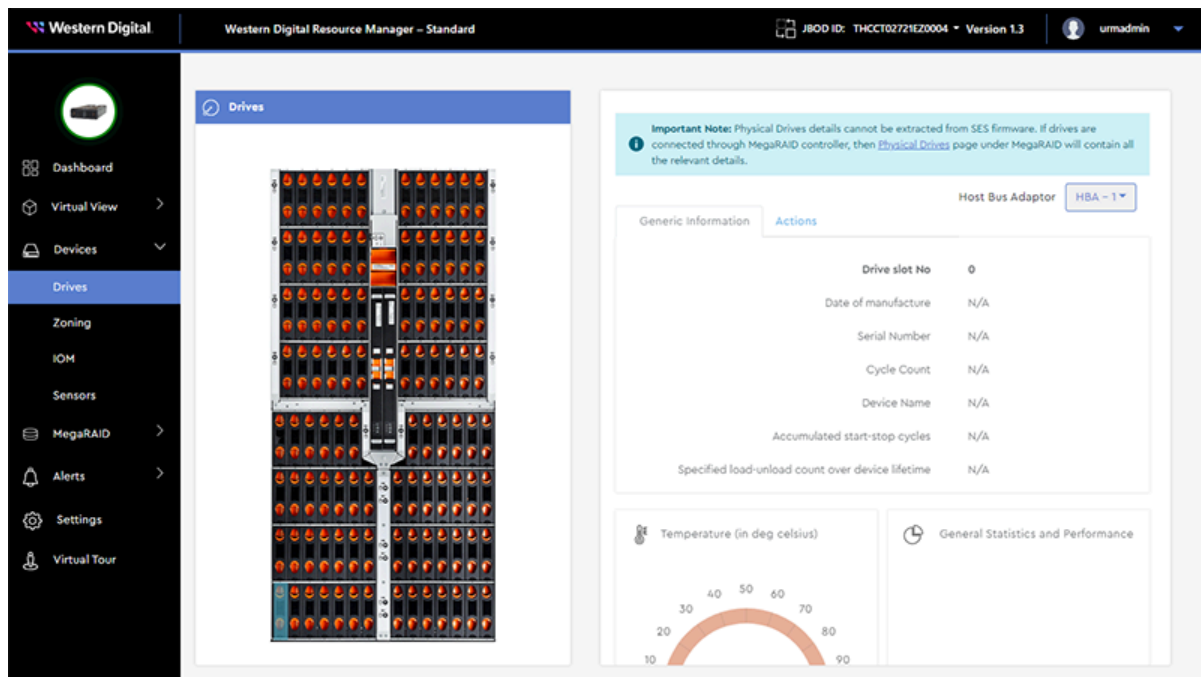 Western Digital.
Western Digital Resource Manager – Standard
JBOD ID: THCCT02721EZ0004 Version 1.3
urmadmin
Dashboard
Virtual View
Devices
Drives
Zoning
IOM
Sensors
MegaRAID
Alerts
Settings
Virtual Tour
Drives
Important Note: Physical Drives details cannot be extracted from SES firmware. If drives are
connected through MegaRAID controller, then Physical Drives page under MegaRAID will contain all
the relevant details.
Host Bus Adaptor HBA – 1
Generic Information Actions
Drive slot No 0
Date of manufacture N/A
Serial Number N/A
Cycle Count N/A
Device Name N/A
Accumulated start-stop cycles N/A
Specified load-unload count over device lifetime N/A
Temperature (in deg celsius)
10 20 30 40 50 60 70 80 90
General Statistics and Performance